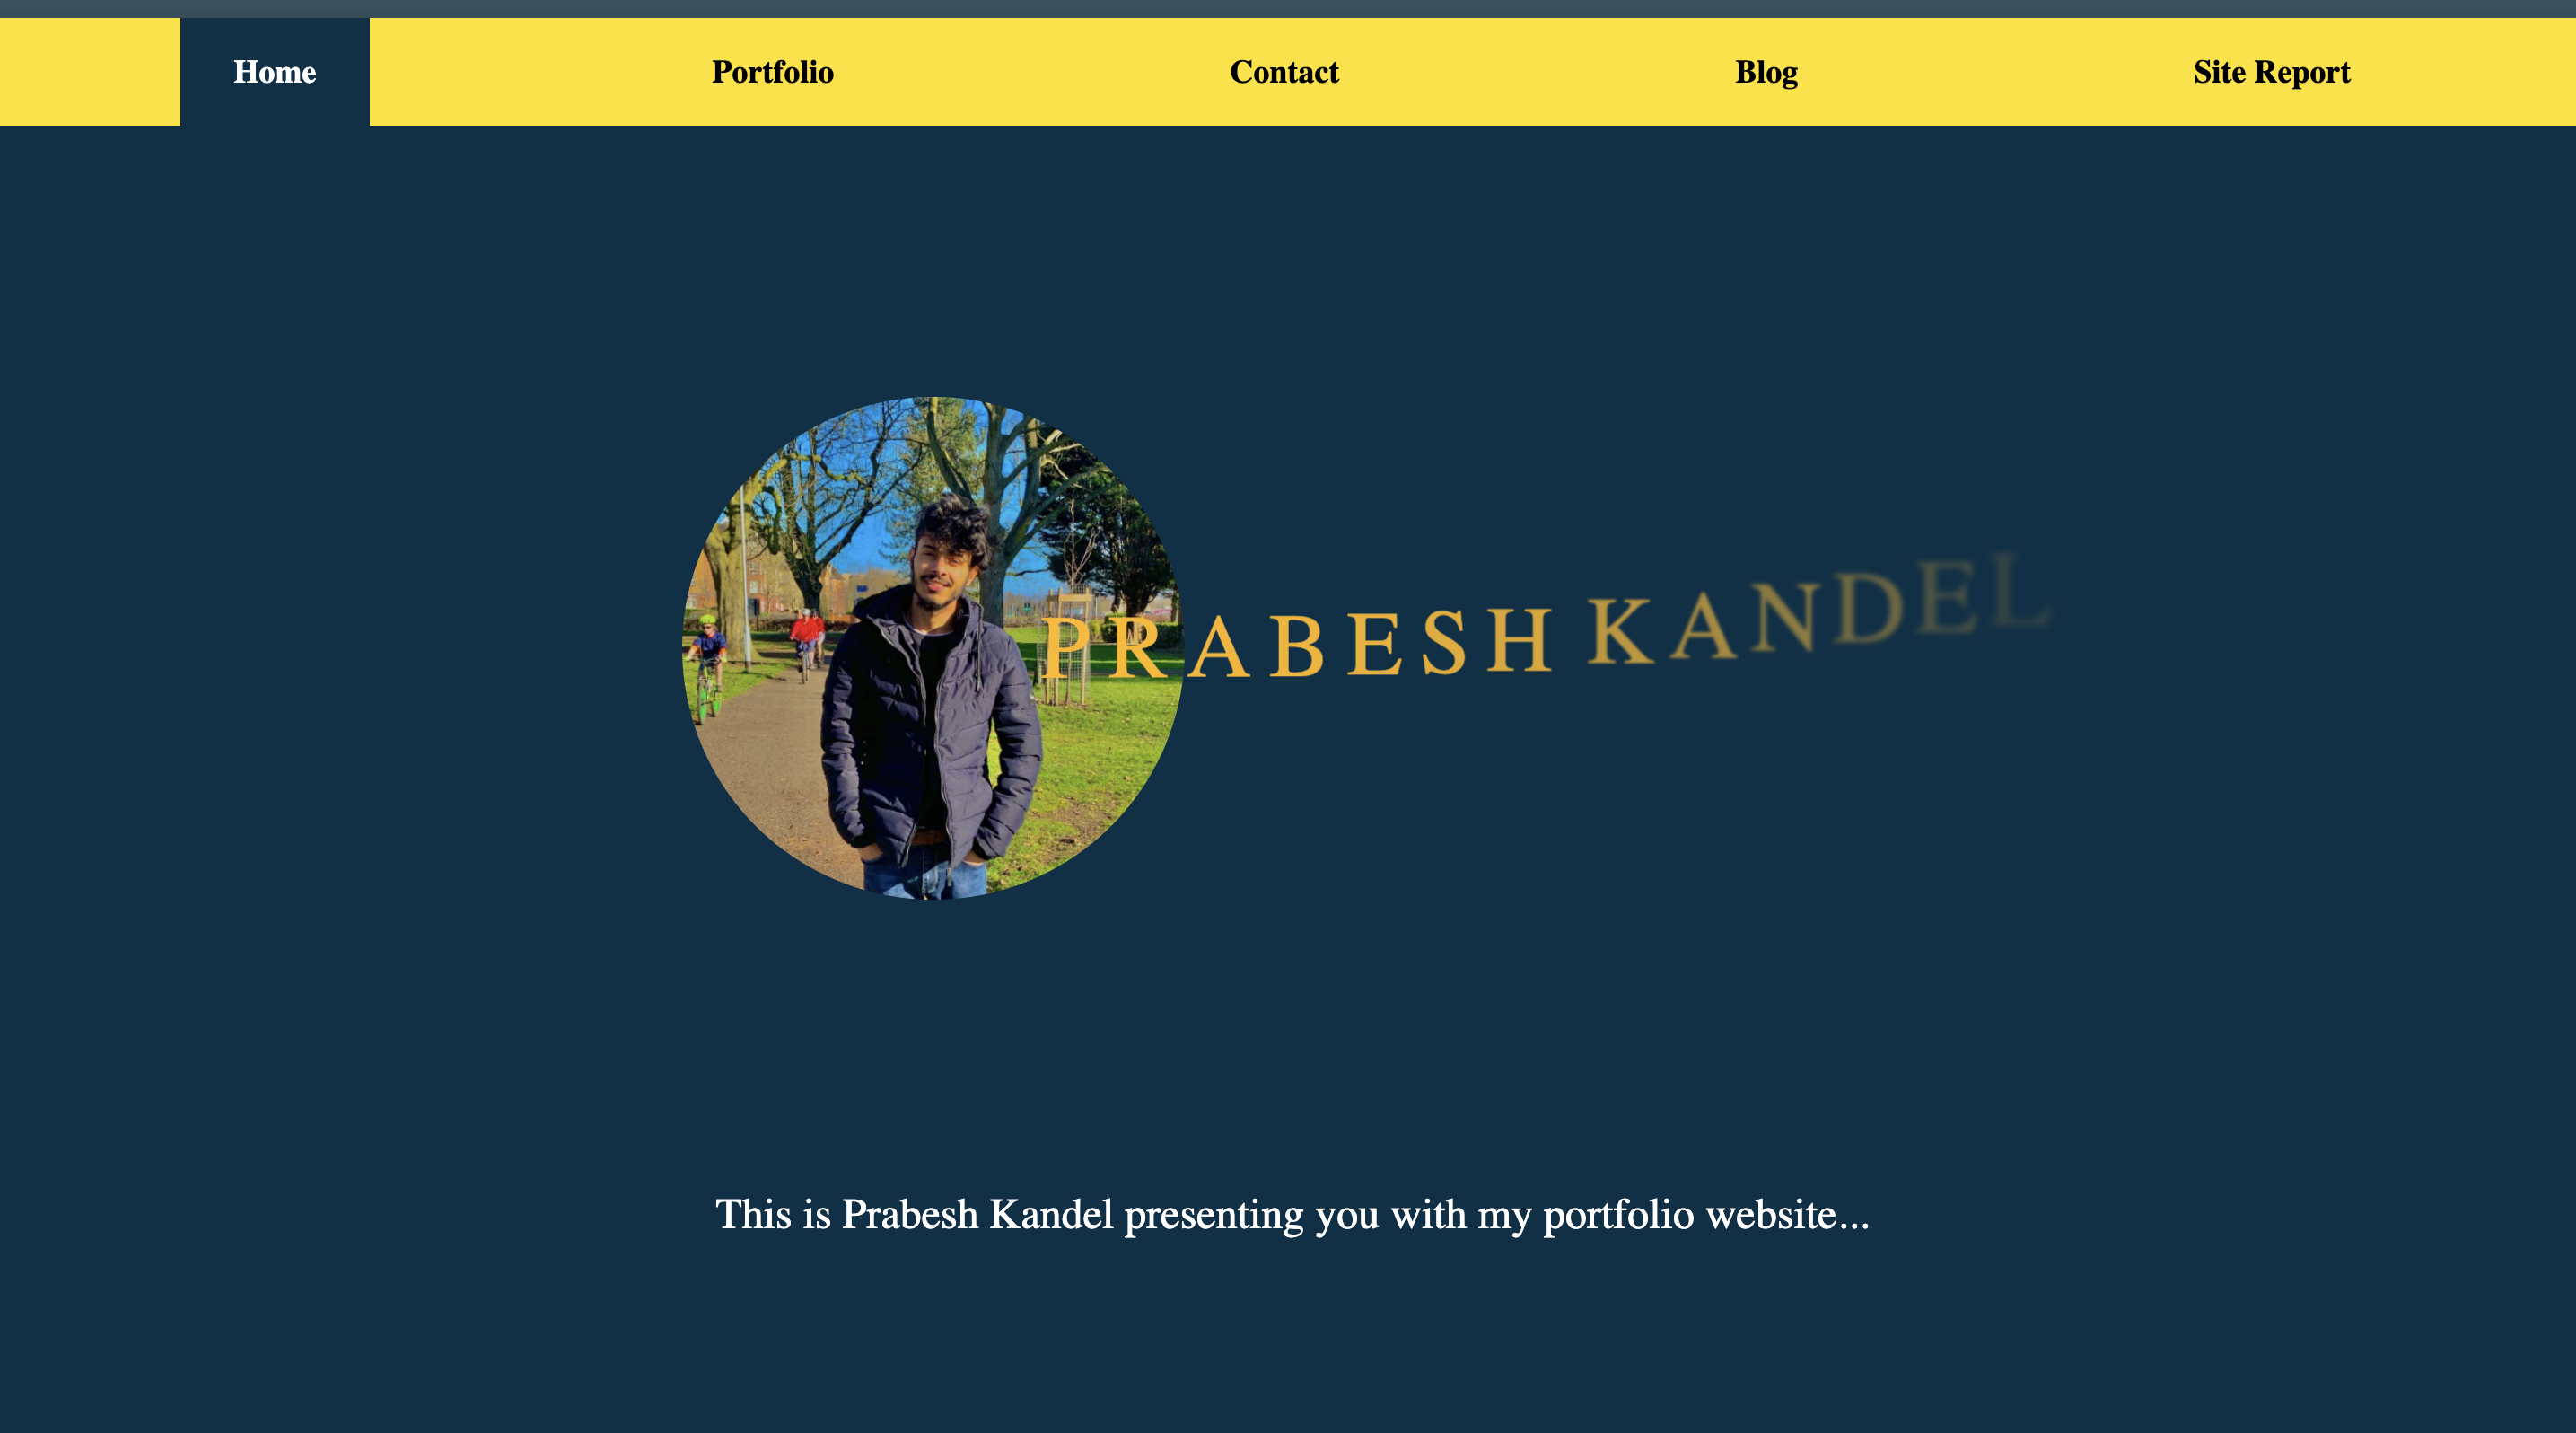 Home Portfolio Contact Blog Site Report
PRABESH KANDEL
This is Prabesh Kandel presenting you with my portfolio website...